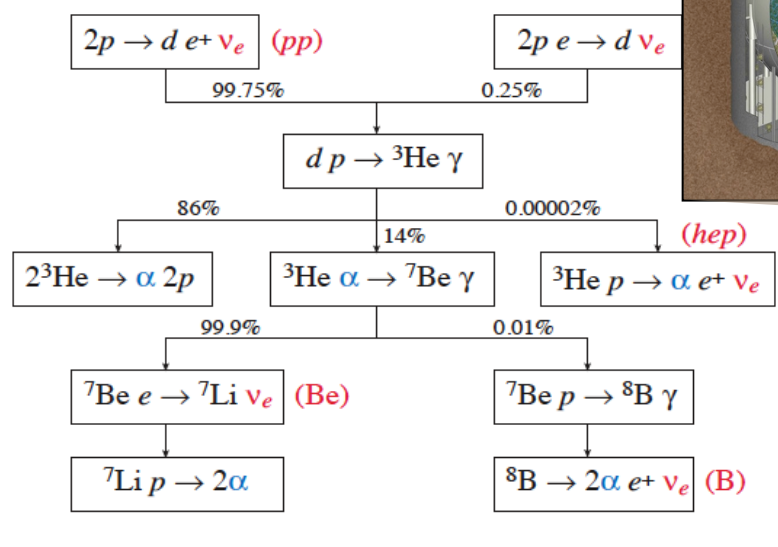 2p → d e+ νe (pp) 2p e → d νe
99.75% 0.25%
d p → ³He γ
86% 0.00002%
14% (hep)
2³He → α 2p ³He α → ⁷Be γ ³He p → α e+ νe
99.9% 0.01%
⁷Be e → ⁷Li νe (Be) ⁷Be p → ⁸B γ
⁷Li p → 2α ⁸B → 2α e+ νe (B)